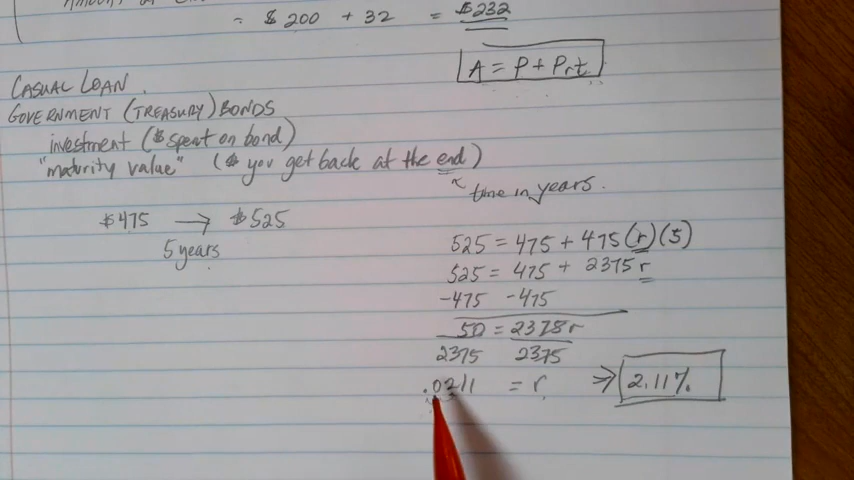 = $200 + 32 = $232
A = P + Prt
CASUAL LOAN.
GOVERNMENT (TREASURY) BONDS
investment ($ spent on bond)
"maturity value" ($ you get back at the end)
time in years.
$475 → $525
5 years
525 = 475 + 475(r)(5)
525 = 475 + 2375r
-475 -475
50 = 2375r
2375 2375
.0211 = r ⇒ 2.11%